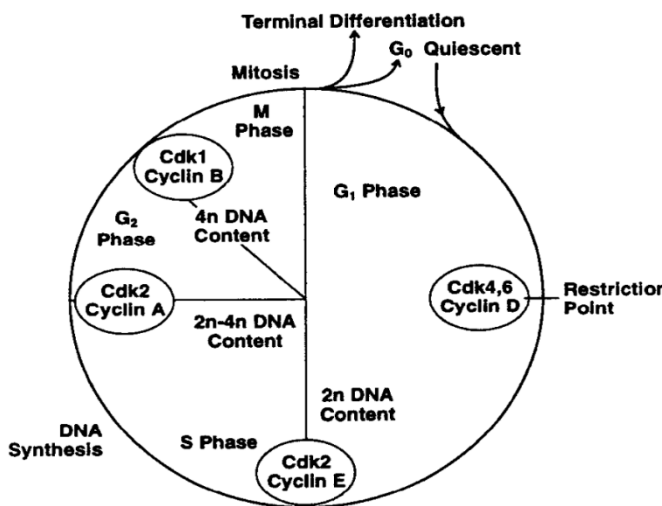 Terminal Differentiation
G₀ Quiescent
Mitosis
M
Phase
Cdk1
Cyclin B
G₁ Phase
G₂
Phase
4n DNA
Content
Cdk2
Cyclin A
Cdk4,6
Cyclin D
Restriction
Point
2n-4n DNA
Content
2n DNA
Content
DNA
Synthesis
S Phase
Cdk2
Cyclin E